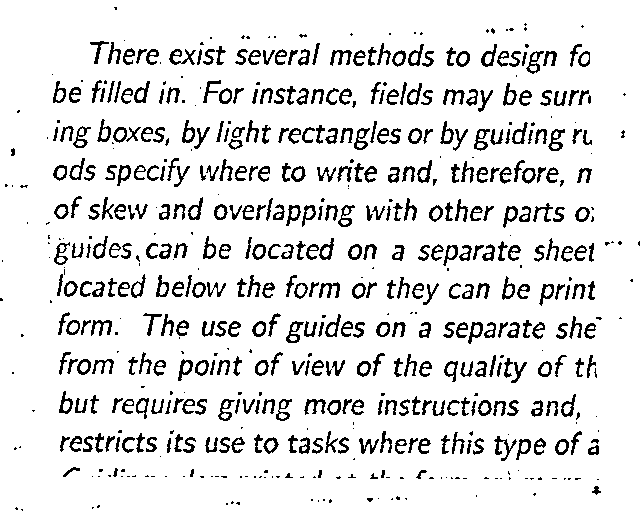 There exist several methods to design fo
be filled in. For instance, fields may be surr
ing boxes, by light rectangles or by guiding ru
ods specify where to write and, therefore, n
of skew and overlapping with other parts o
guides can be located on a separate sheet
located below the form or they can be print
form. The use of guides on a separate she
from the point of view of the quality of th
but requires giving more instructions and,
restricts its use to tasks where this type of a